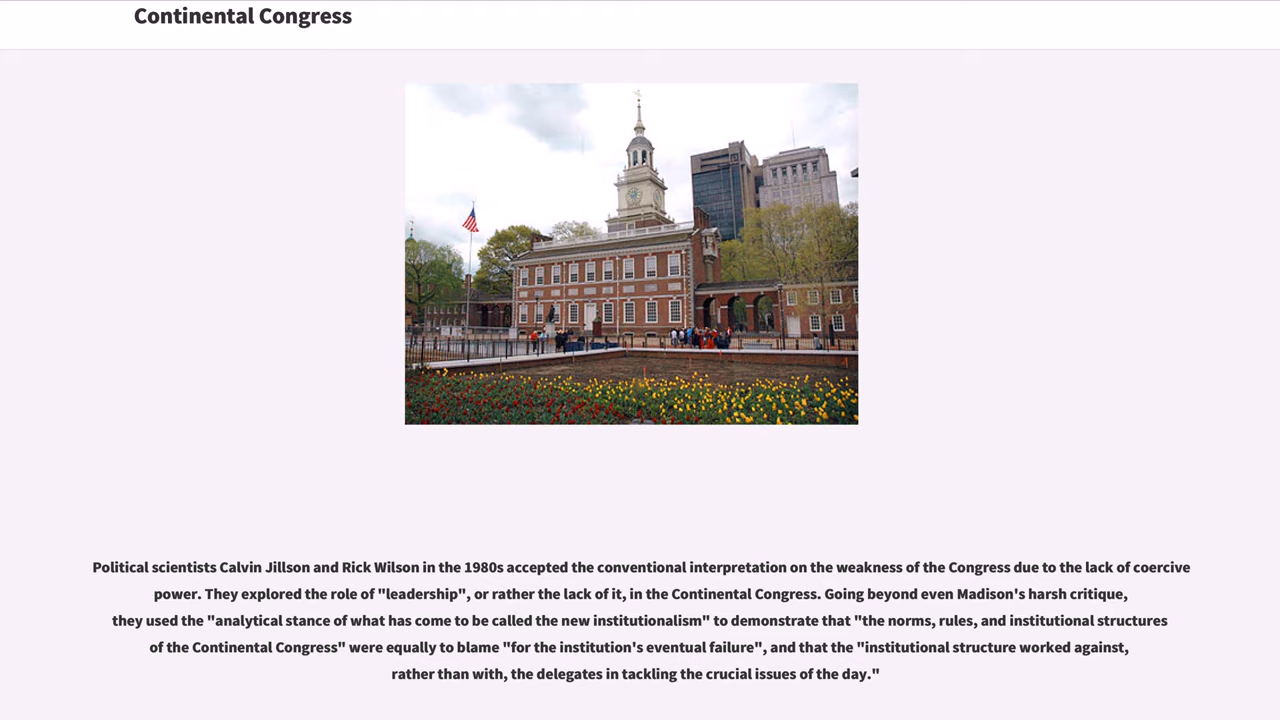 Continental Congress
Political scientists Calvin Jillson and Rick Wilson in the 1980s accepted the conventional interpretation on the weakness of the Congress due to the lack of coercive
power. They explored the role of "leadership", or rather the lack of it, in the Continental Congress. Going beyond even Madison's harsh critique,
they used the "analytical stance of what has come to be called the new institutionalism" to demonstrate that "the norms, rules, and institutional structures
of the Continental Congress" were equally to blame "for the institution's eventual failure", and that the "institutional structure worked against,
rather than with, the delegates in tackling the crucial issues of the day."